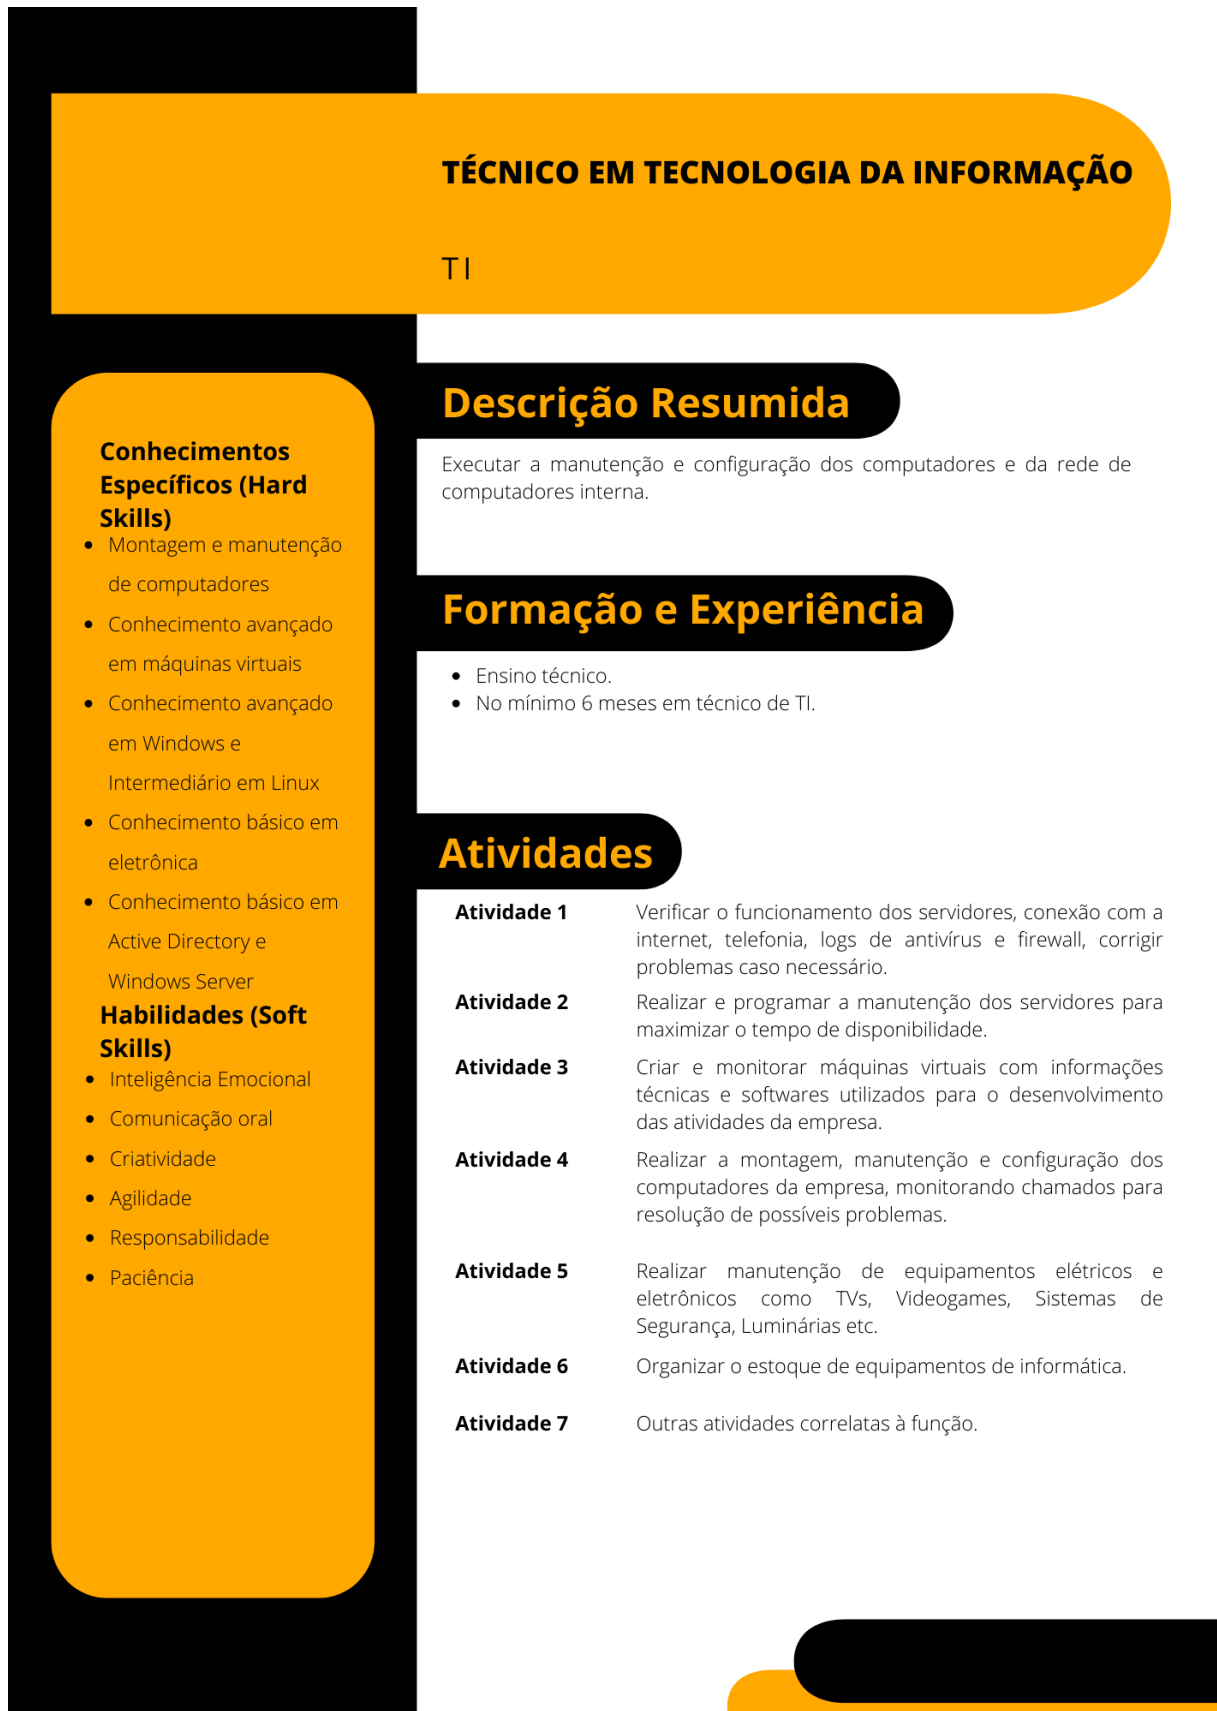 TÉCNICO EM TECNOLOGIA DA INFORMAÇÃO
TI
Conhecimentos
Específicos (Hard
Skills)
• Montagem e manutenção
de computadores
• Conhecimento avançado
em máquinas virtuais
• Conhecimento avançado
em Windows e
Intermediário em Linux
• Conhecimento básico em
eletrônica
• Conhecimento básico em
Active Directory e
Windows Server
Habilidades (Soft
Skills)
• Inteligência Emocional
• Comunicação oral
• Criatividade
• Agilidade
• Responsabilidade
• Paciência
Descrição Resumida
Executar a manutenção e configuração dos computadores e da rede de
computadores interna.
Formação e Experiência
• Ensino técnico.
• No mínimo 6 meses em técnico de TI.
Atividades
Atividade 1 Verificar o funcionamento dos servidores, conexão com a
internet, telefonia, logs de antivírus e firewall, corrigir
problemas caso necessário.
Atividade 2 Realizar e programar a manutenção dos servidores para
maximizar o tempo de disponibilidade.
Atividade 3 Criar e monitorar máquinas virtuais com informações
técnicas e softwares utilizados para o desenvolvimento
das atividades da empresa.
Atividade 4 Realizar a montagem, manutenção e configuração dos
computadores da empresa, monitorando chamados para
resolução de possíveis problemas.
Atividade 5 Realizar manutenção de equipamentos elétricos e
eletrônicos como TVs, Videogames, Sistemas de
Segurança, Luminárias etc.
Atividade 6 Organizar o estoque de equipamentos de informática.
Atividade 7 Outras atividades correlatas à função.